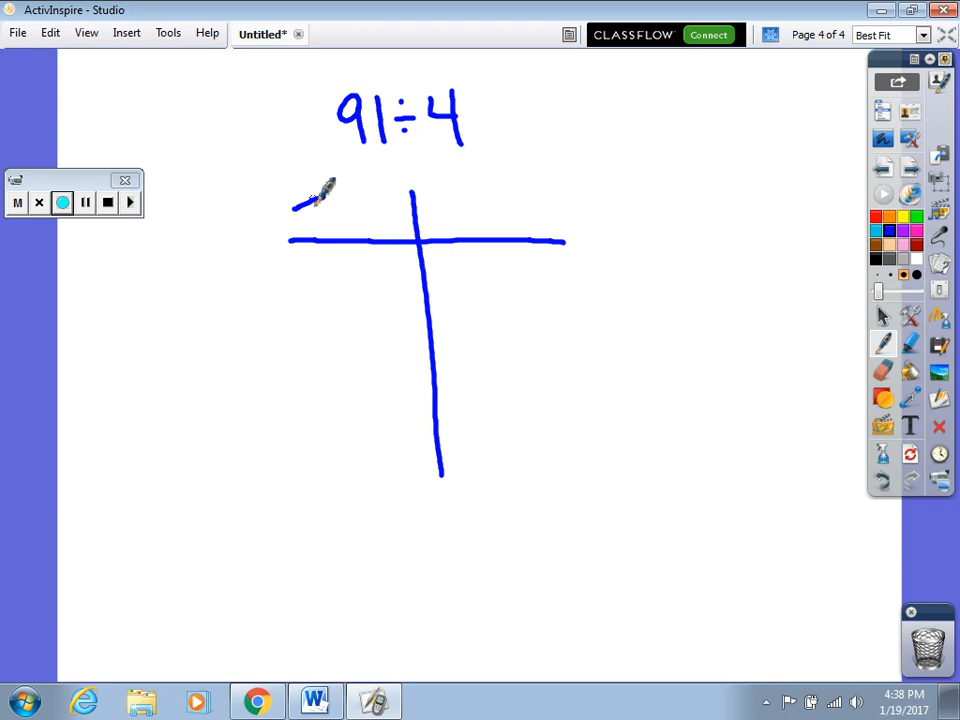 ActivInspire - Studio
File Edit View Insert Tools Help Untitled* CLASSFLOW Connect Page 4 of 4 Best Fit
91÷4
M
T
4:38 PM
1/19/2017